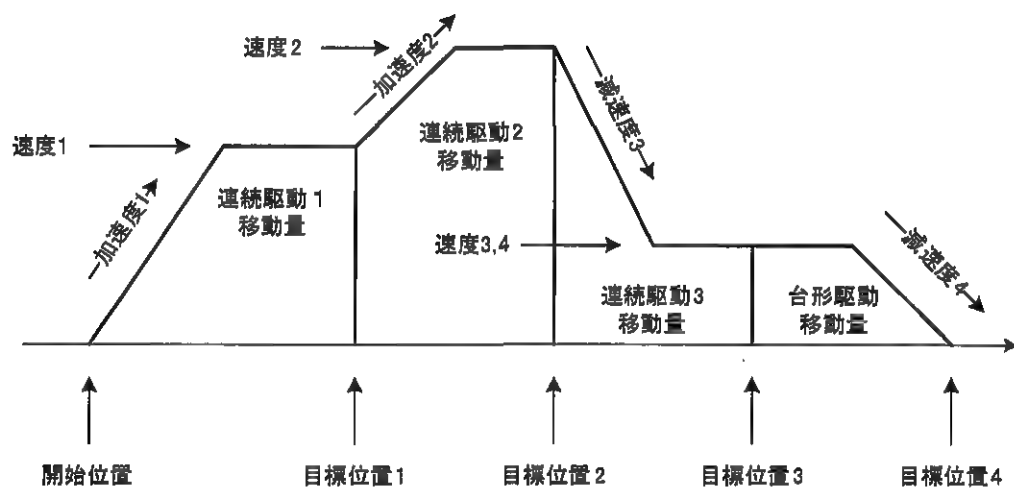 速度2
加速度2
減速度3
速度1
連続駆動2
移動量
加速度1
連続駆動1
移動量
速度3,4
減速度4
連続駆動3
移動量
台形駆動
移動量
開始位置
目標位置1
目標位置2
目標位置3
目標位置4